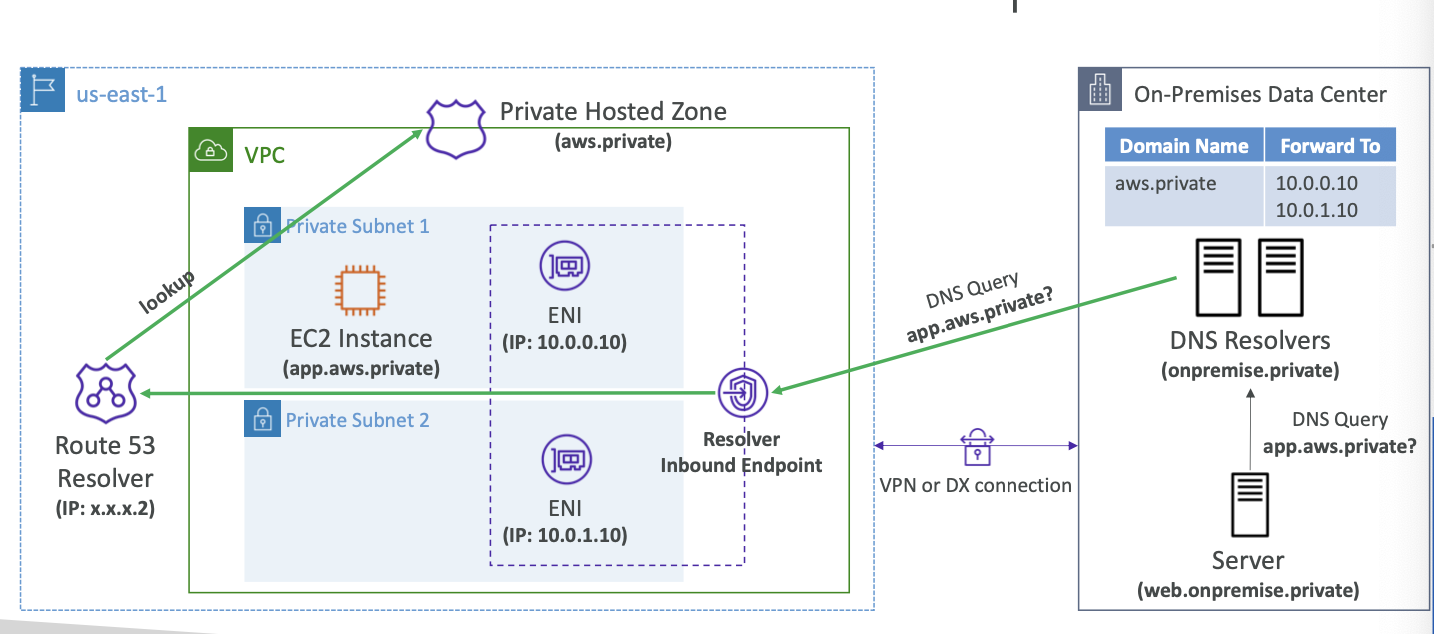 us-east-1
Private Hosted Zone
(aws.private)
VPC
Private Subnet 1
lookup
EC2 Instance
(app.aws.private)
ENI
(IP: 10.0.0.10)
Route 53
Resolver
(IP: x.x.x.2)
Private Subnet 2
ENI
(IP: 10.0.1.10)
Resolver
Inbound Endpoint
DNS Query
app.aws.private?
VPN or DX connection
On-Premises Data Center
Domain Name Forward To
aws.private 10.0.0.10
10.0.1.10
DNS Resolvers
(onpremise.private)
DNS Query
app.aws.private?
Server
(web.onpremise.private)